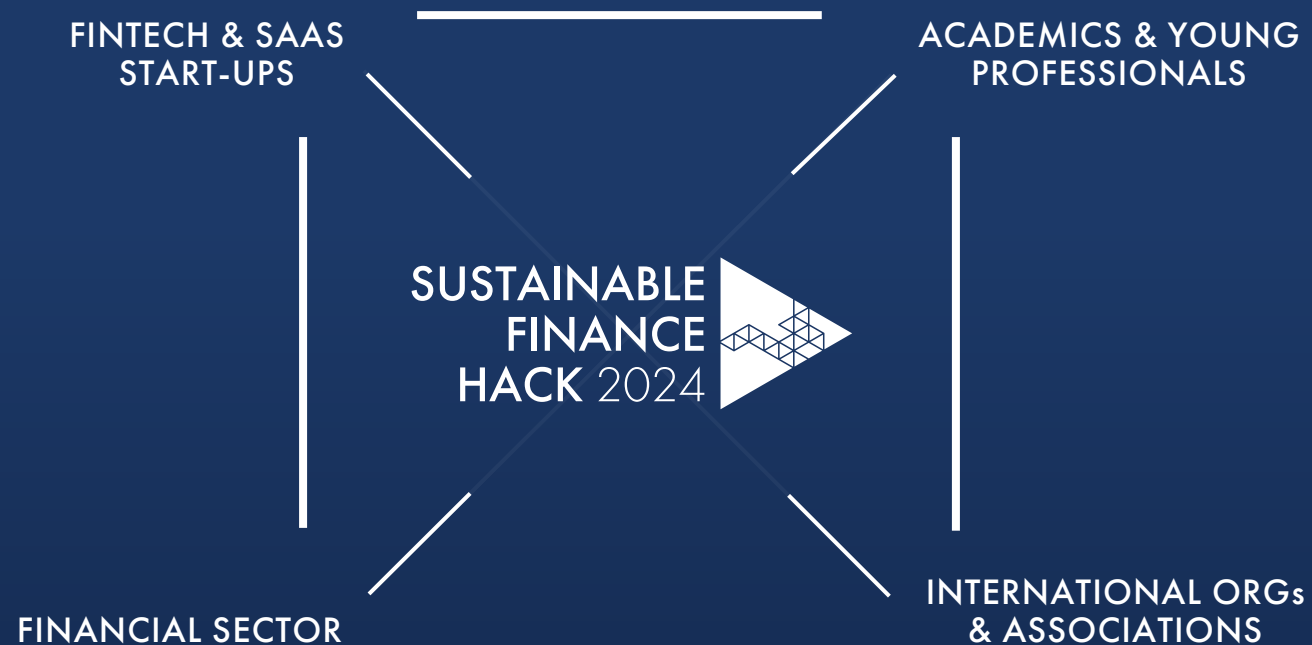 FINTECH & SAAS
START-UPS
ACADEMICS & YOUNG
PROFESSIONALS
SUSTAINABLE
FINANCE
HACK 2024
FINANCIAL SECTOR
INTERNATIONAL ORGs
& ASSOCIATIONS